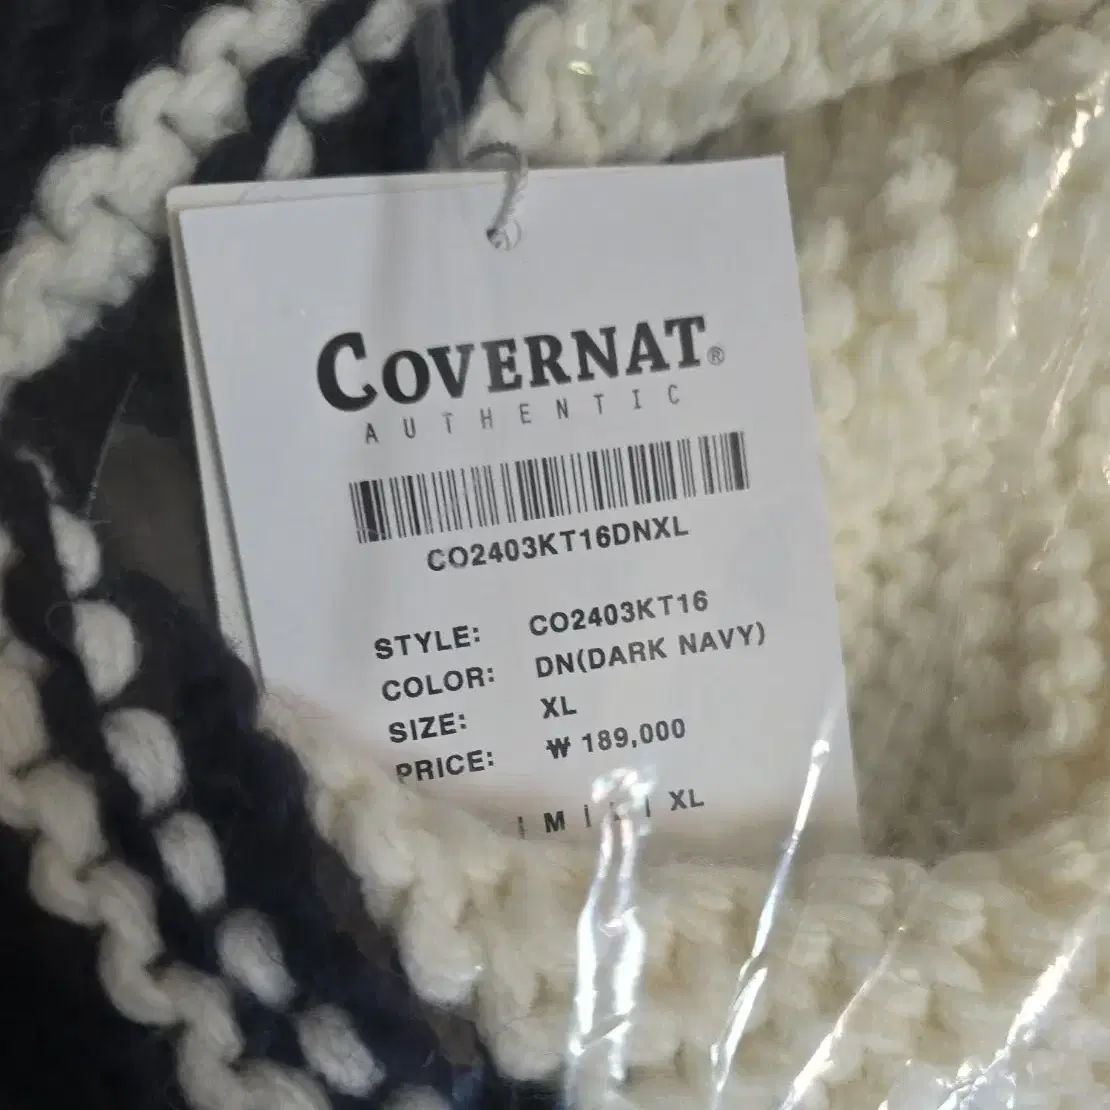 COVERNAT®
AUTHENTIC
CO2403KT16DNXL
STYLE: CO2403KT16
COLOR: DN(DARK NAVY)
SIZE: XL
PRICE: ₩ 189,000
| M | | XL